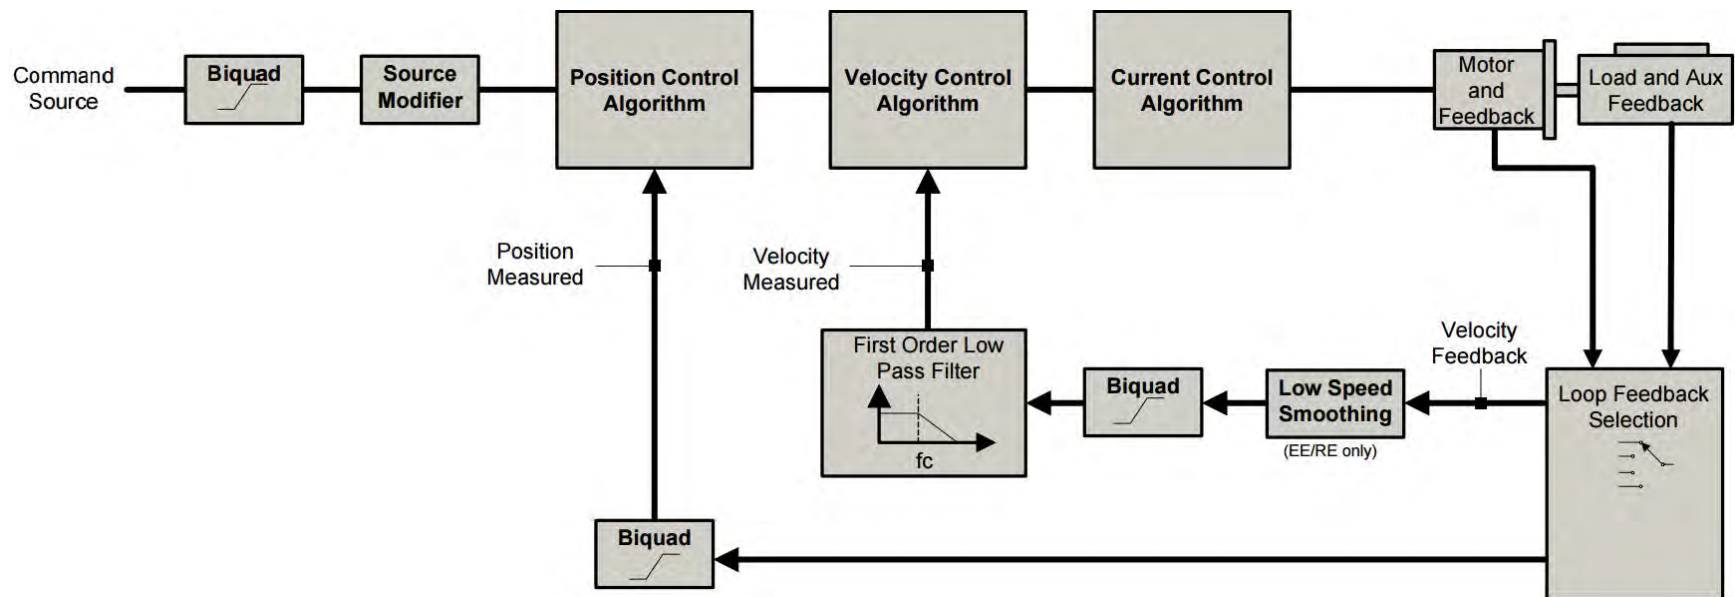 Command
Source
Biquad
Source
Modifier
Position Control
Algorithm
Velocity Control
Algorithm
Current Control
Algorithm
Motor
and
Feedback
Load and Aux
Feedback
Position
Measured
Velocity
Measured
First Order Low
Pass Filter
fc
Biquad
Low Speed
Smoothing
(EE/RE only)
Velocity
Feedback
Loop Feedback
Selection
Biquad